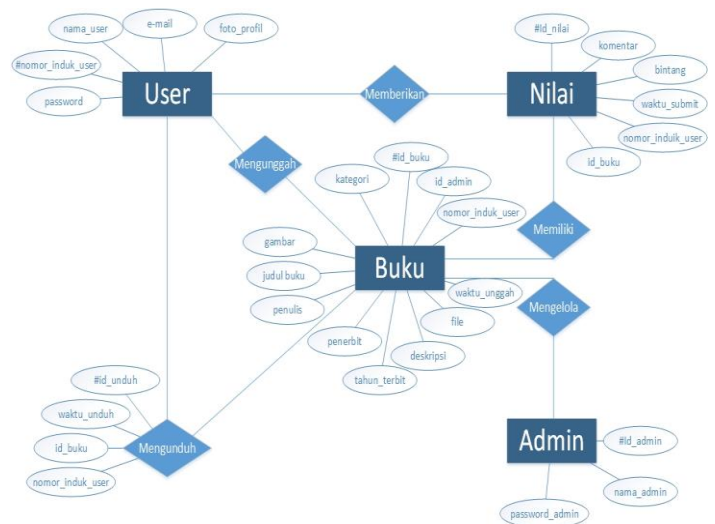 nama_user
e-mail
foto_profil
#nomor_induk_user
password
User
Memberikan
#Id_nilai
komentar
bintang
waktu_submit
nomor_induik_user
Id_buku
Nilai
Mengunggah
kategori
#Id_buku
id_admin
nomor_induk_user
Memiliki
gambar
judul buku
penulis
penerbit
tahun_terbit
deskripsi
file
waktu_unggah
Buku
Mengelola
#id_unduh
waktu_unduh
id_buku
nomor_induk_user
Mengunduh
Admin
#Id_admin
nama_admin
password_admin